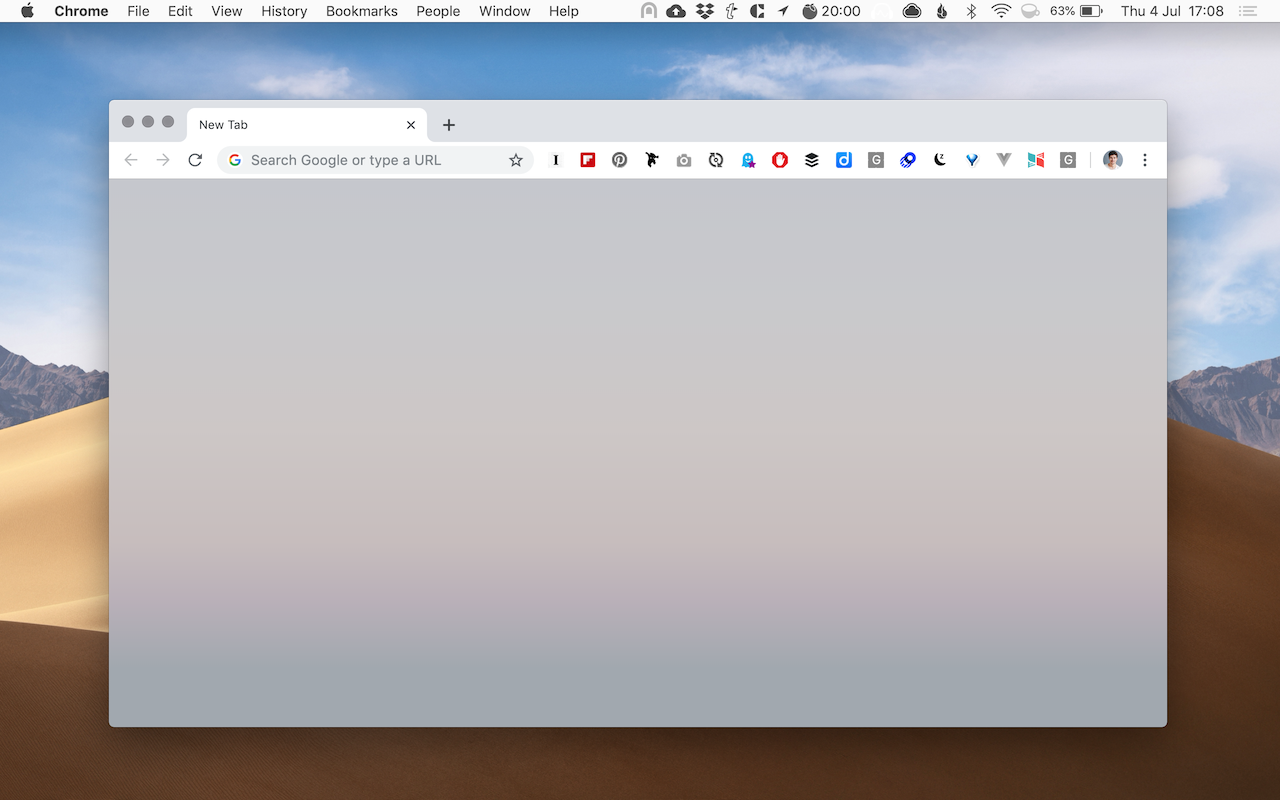 Chrome File Edit View History Bookmarks People Window Help 20:00 63% Thu 4 Jul 17:08
New Tab
Search Google or type a URL